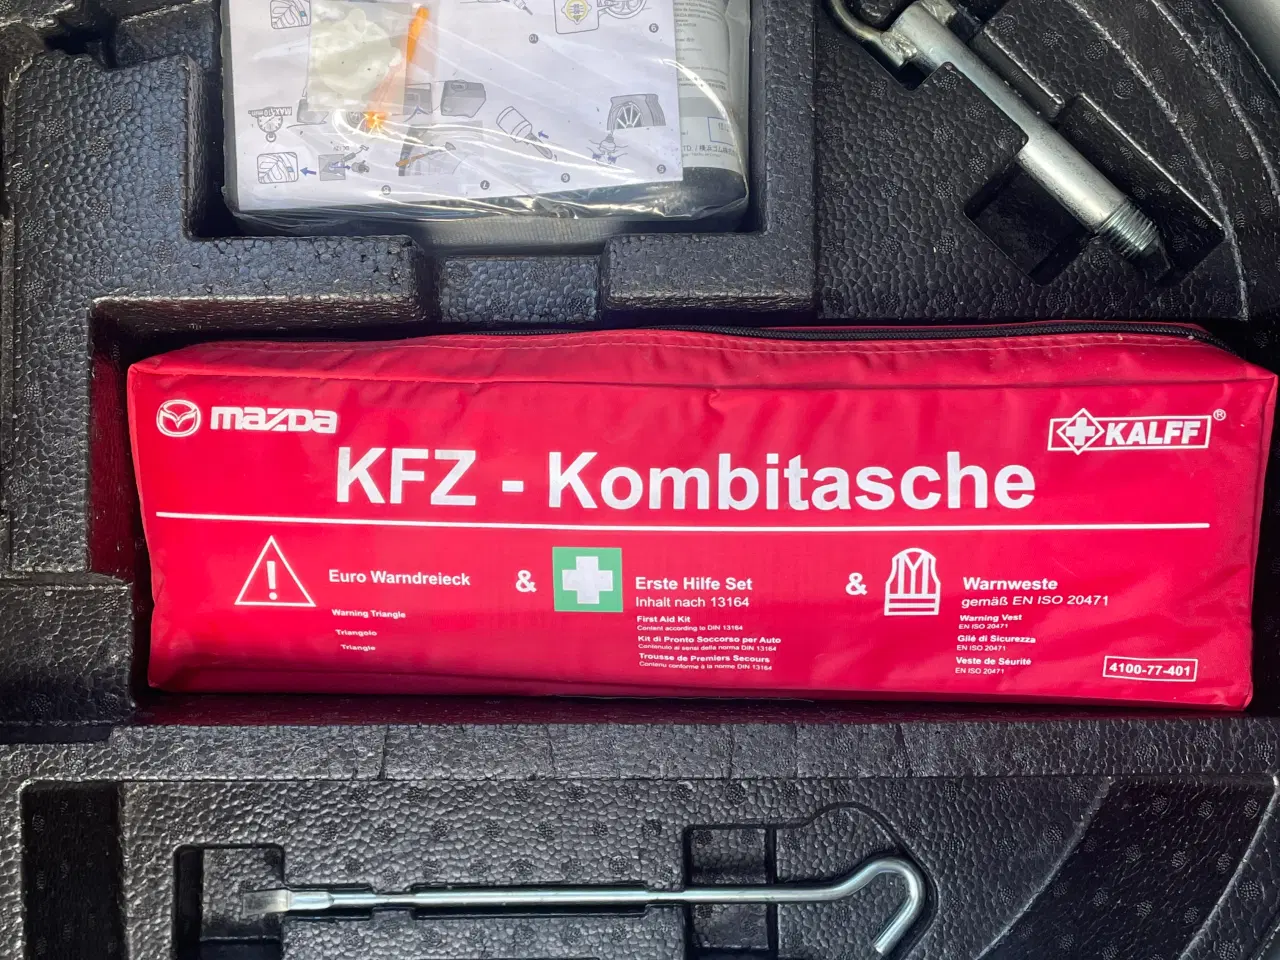 mazda
KALFF®
KFZ - Kombitasche
Euro Warndreieck
Warning Triangle
Triangolo
Triangle
&
Erste Hilfe Set
Inhalt nach 13164
First Aid Kit
Content according to DIN 13164
Kit di Pronto Soccorso per Auto
Contenuto ai sensi della norma DIN 13164
Trousse de Premiers Secours
Contenu conforme à la norme DIN 13164
&
Warnweste
gemäß EN ISO 20471
Warning Vest
EN ISO 20471
Gilé di Sicurezza
EN ISO 20471
Veste de Séurité
EN ISO 20471
4100-77-401